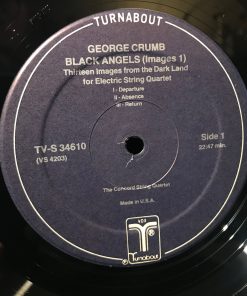 TURNABOUT
GEORGE CRUMB
BLACK ANGELS (Images 1)
Thirteen Images from the Dark Land
for Electric String Quartet
I - Departure
II - Absence
III - Return
TV-S 34610
(VS 4203)
Side 1
22:47 min.
The Concord String Quartet
Made in U.S.A.
VOX
Turnabout